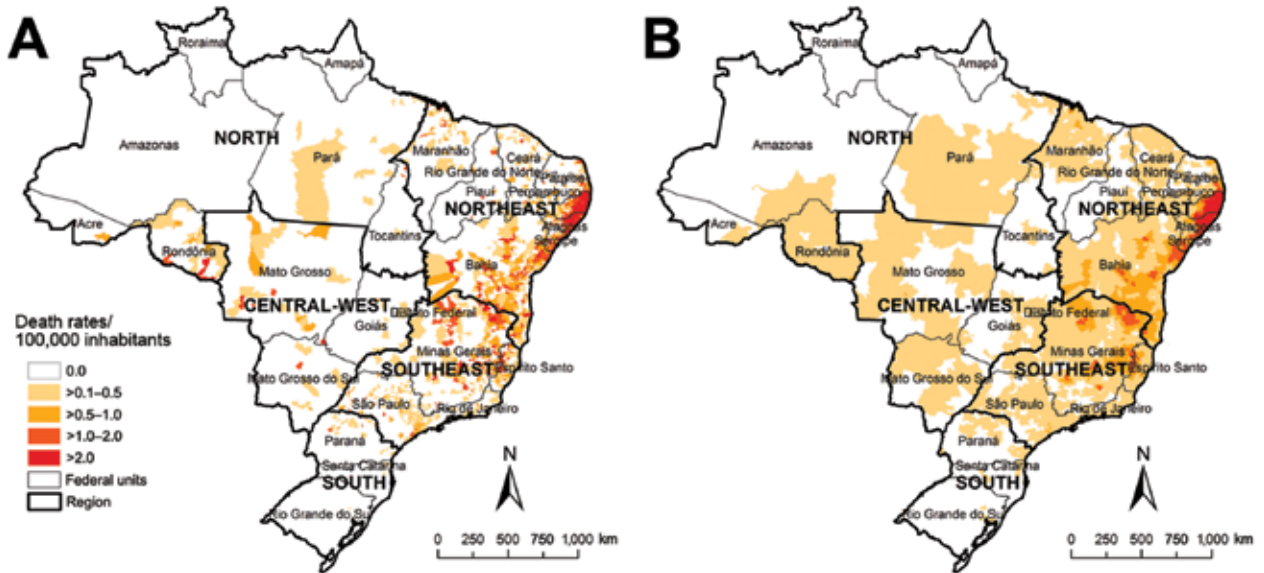 A
Roraima
Amapá
NORTH
Amazonas
Pará
Maranhão
Ceará
Rio Grande do Norte
Paraíba
Piauí
Pernambuco
NORTHEAST
Alagoas
Sergipe
Acre
Rondônia
Tocantins
Bahia
Mato Grosso
CENTRAL-WEST
Distrito Federal
Goiás
Minas Gerais
SOUTHEAST
Espírito Santo
Mato Grosso do Sul
São Paulo
Rio de Janeiro
Paraná
Santa Catarina
SOUTH
Rio Grande do Su
Death rates/
100,000 inhabitants
0.0
>0.1–0.5
>0.5–1.0
>1.0–2.0
>2.0
Federal units
Region
N
0 250 500 750 1,000 km
B
Roraima
Amapá
NORTH
Amazonas
Pará
Maranhão
Ceará
Rio Grande do Norte
Paraíba
Piauí
Pernambuco
NORTHEAST
Alagoas
Sergipe
Acre
Rondônia
Tocantins
Bahia
Mato Grosso
CENTRAL-WEST
Distrito Federal
Goiás
Minas Gerais
SOUTHEAST
Espírito Santo
Mato Grosso do Sul
São Paulo
Rio de Janeiro
Paraná
Santa Catarina
SOUTH
Rio Grande do Su
N
0 250 500 750 1,000 km